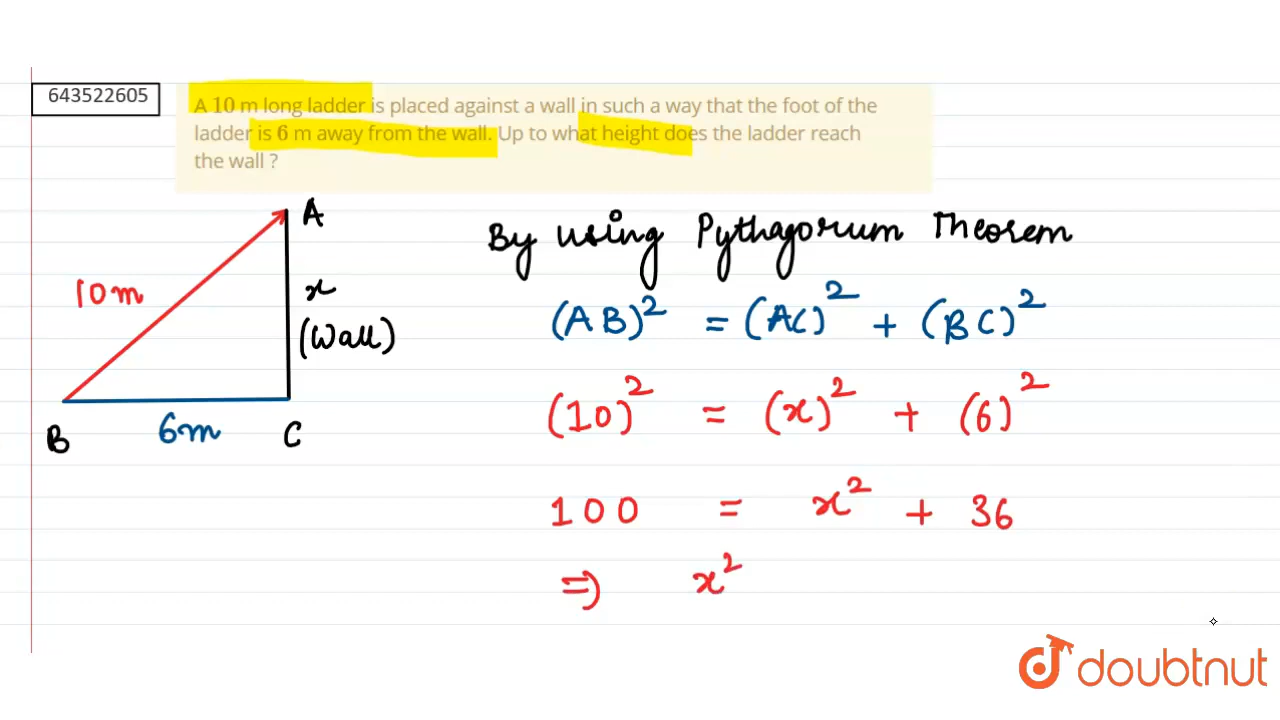 643522605
A 10 m long ladder is placed against a wall in such a way that the foot of the
ladder is 6 m away from the wall. Up to what height does the ladder reach
the wall ?
A
10m
x
(Wall)
B
6m
C
By using Pythagorum Theorem
(AB)² = (AC)² + (BC)²
(10)² = (x)² + (6)²
100 = x² + 36
⇒ x²
doubtnut